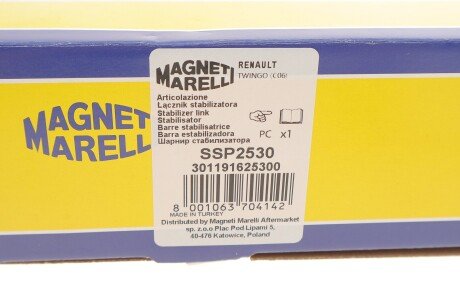 MAGNETI
MARELLI
MAGNETI
MARELLI
RENAULT
TWINGO (C06)
Articolazione
Łącznik stabilizatora
Stabilizer link
Stabilisator
Barre stabilisatrice
Barra estabilizadora
Шарнир стабилизатора
PC x1
SSP2530
301191625300
8 001063 704142
MADE IN TURKEY
Distributed by Magneti Marelli Aftermarket
sp. z.o.o Plac Pod Lipami 5,
40-476 Katowice, Poland